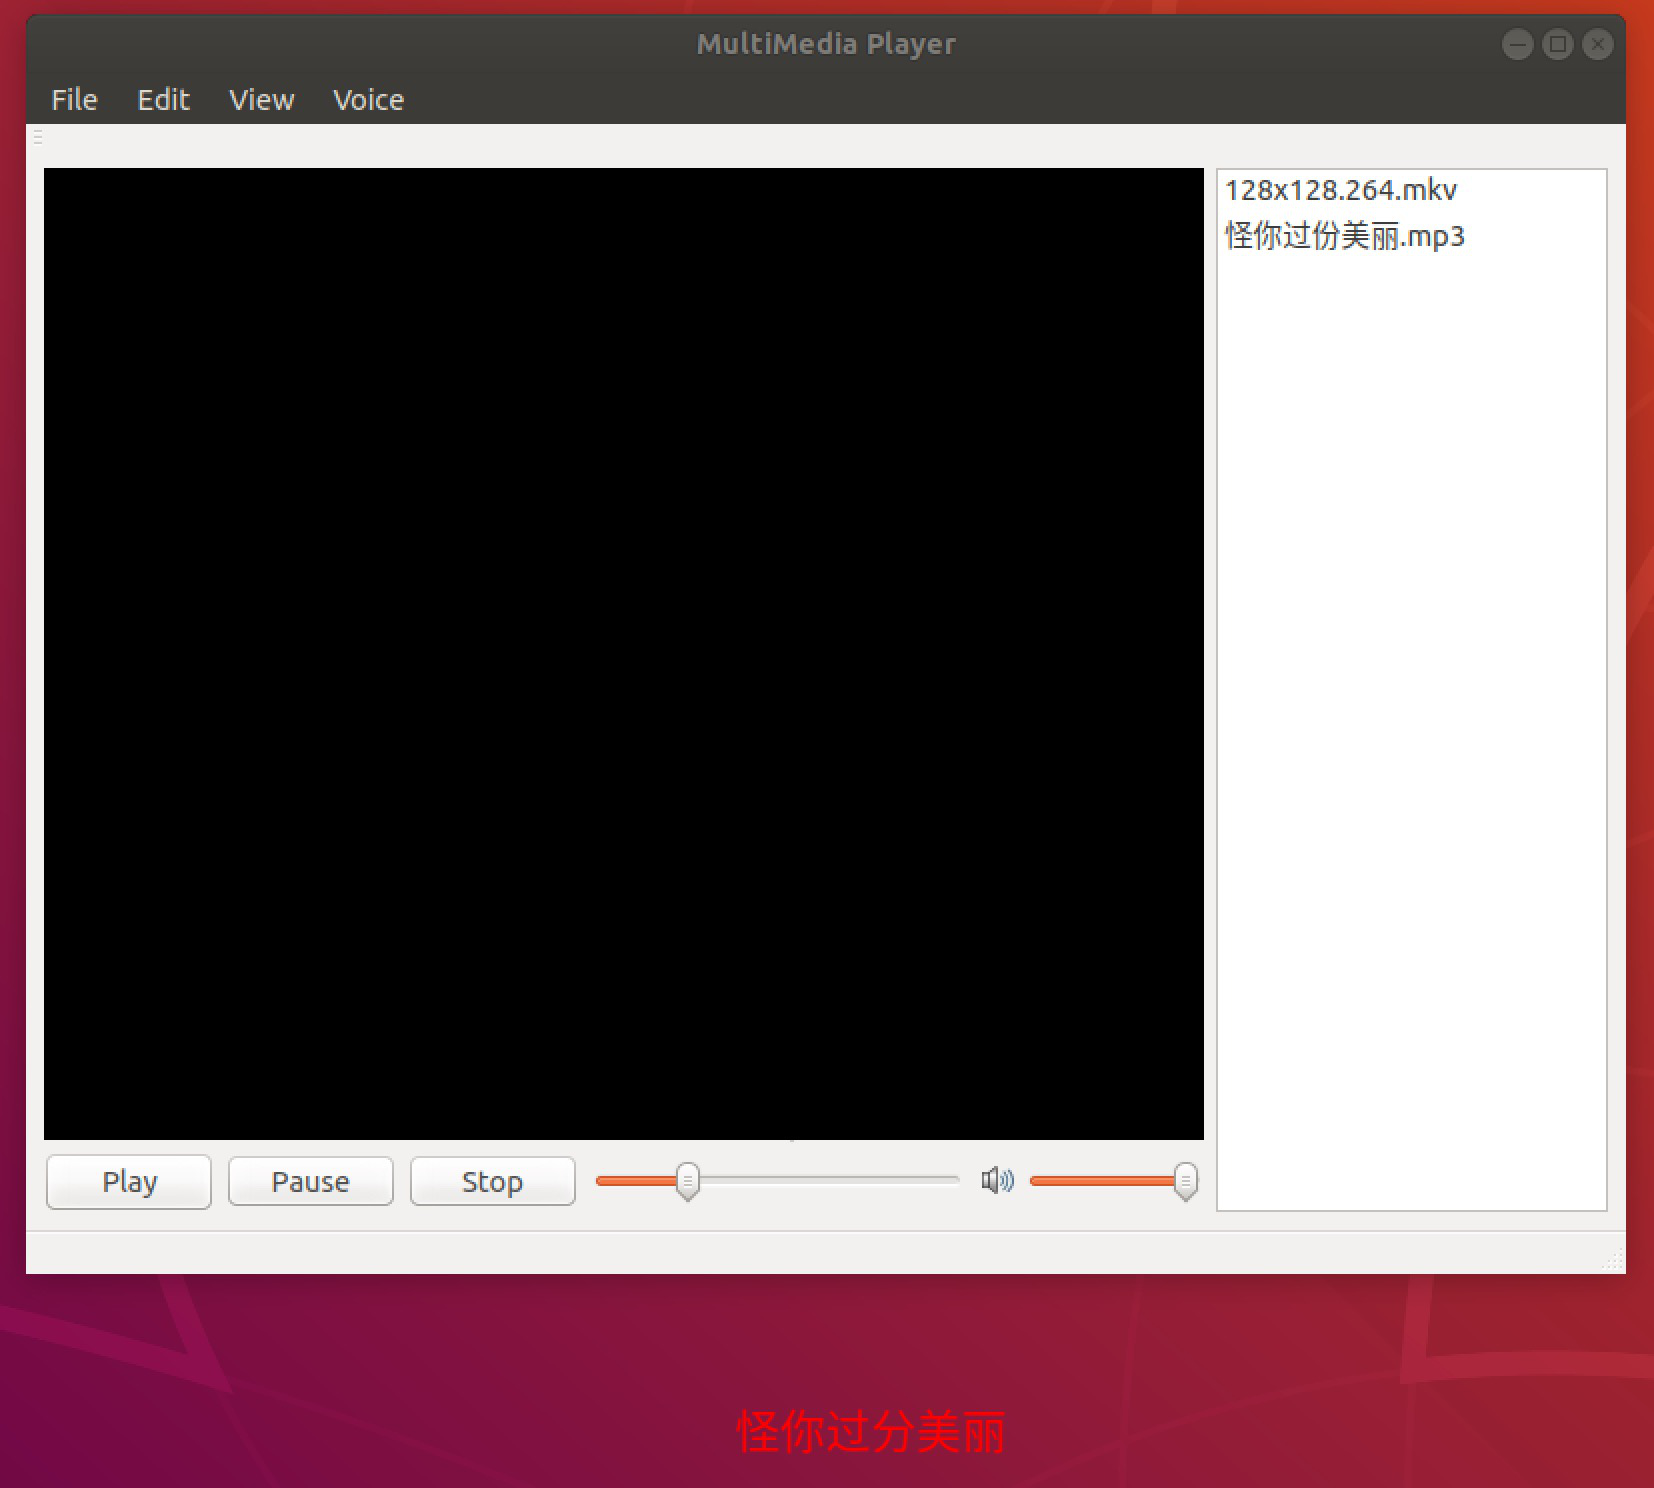 MultiMedia Player
File Edit View Voice
128x128.264.mkv
怪你过份美丽.mp3
Play Pause Stop
怪你过分美丽